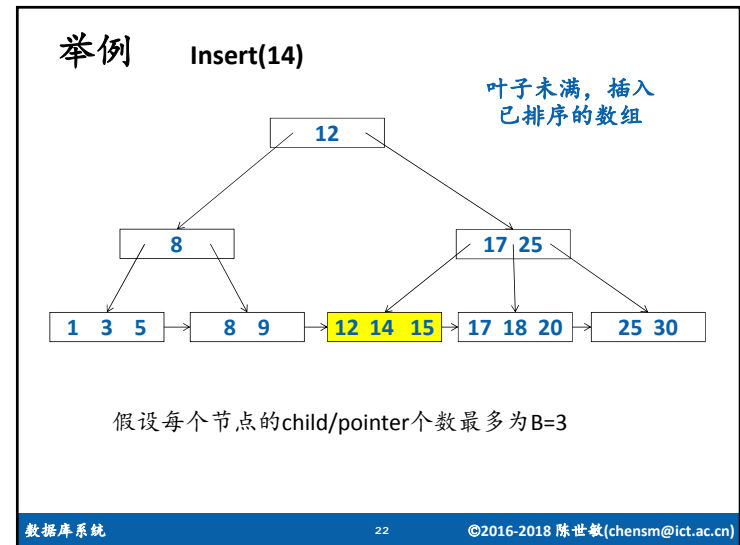 举例 Insert(14)
叶子未满，插入
已排序的数组
12
8
17 25
1 3 5
8 9
12 14 15
17 18 20
25 30
假设每个节点的child/pointer个数最多为B=3
数据库系统
22
©2016-2018 陈世敏(chensm@ict.ac.cn)